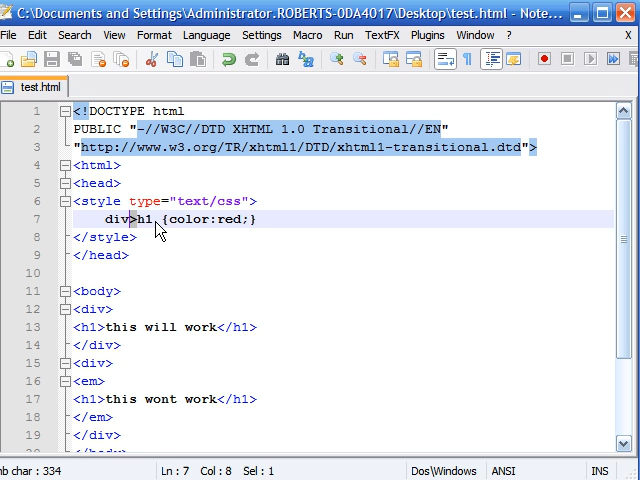 C:\Documents and Settings\Administrator.ROBERTS-0DA4017\Desktop\test.html - Note...
File Edit Search View Format Language Settings Macro Run TextFX Plugins Window ? X
test.html
1 <!DOCTYPE html
2 PUBLIC "-//W3C//DTD XHTML 1.0 Transitional//EN"
3 "http://www.w3.org/TR/xhtml1/DTD/xhtml1-transitional.dtd">
4 <html>
5 <head>
6 <style type="text/css">
7 div>h1 {color:red;}
8 </style>
9 </head>
10
11 <body>
12 <div>
13 <h1>this will work</h1>
14 </div>
15 <div>
16 <em>
17 <h1>this wont work</h1>
18 </em>
19 </div>
20 </body>
nb char : 334 Ln : 7 Col : 8 Sel : 1 Dos\Windows ANSI INS